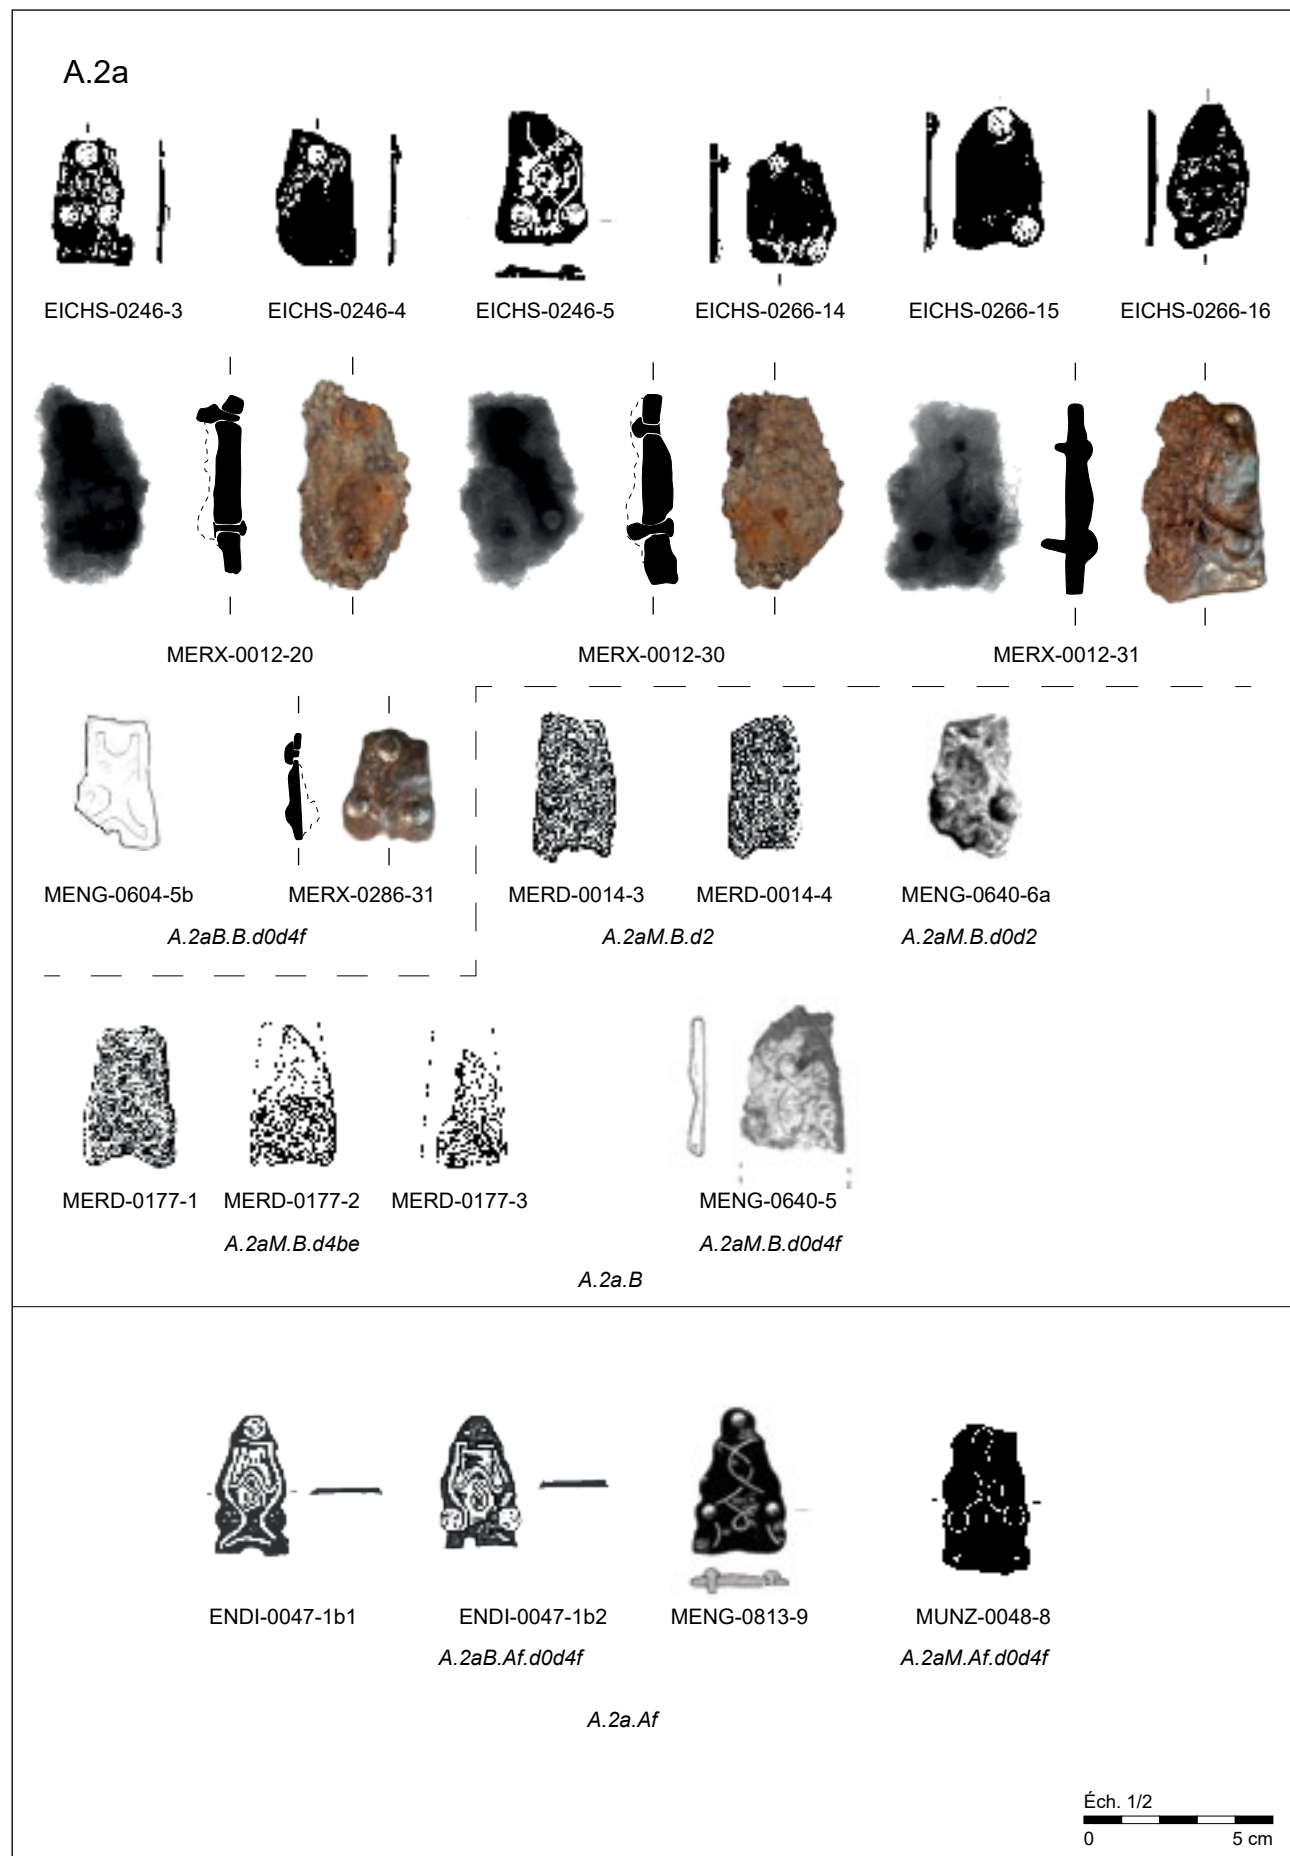 A.2a
EICHS-0246-3 EICHS-0246-4 EICHS-0246-5 EICHS-0266-14 EICHS-0266-15 EICHS-0266-16
MERX-0012-20 MERX-0012-30 MERX-0012-31
MENG-0604-5b MERX-0286-31 MERD-0014-3 MERD-0014-4 MENG-0640-6a
A.2aB.B.d0d4f A.2aM.B.d2 A.2aM.B.d0d2
MERD-0177-1 MERD-0177-2 MERD-0177-3 MENG-0640-5
A.2aM.B.d4be A.2aM.B.d0d4f
A.2a.B
ENDI-0047-1b1 ENDI-0047-1b2 MENG-0813-9 MUNZ-0048-8
A.2aB.Af.d0d4f A.2aM.Af.d0d4f
A.2a.Af
Éch. 1/2
0 5 cm